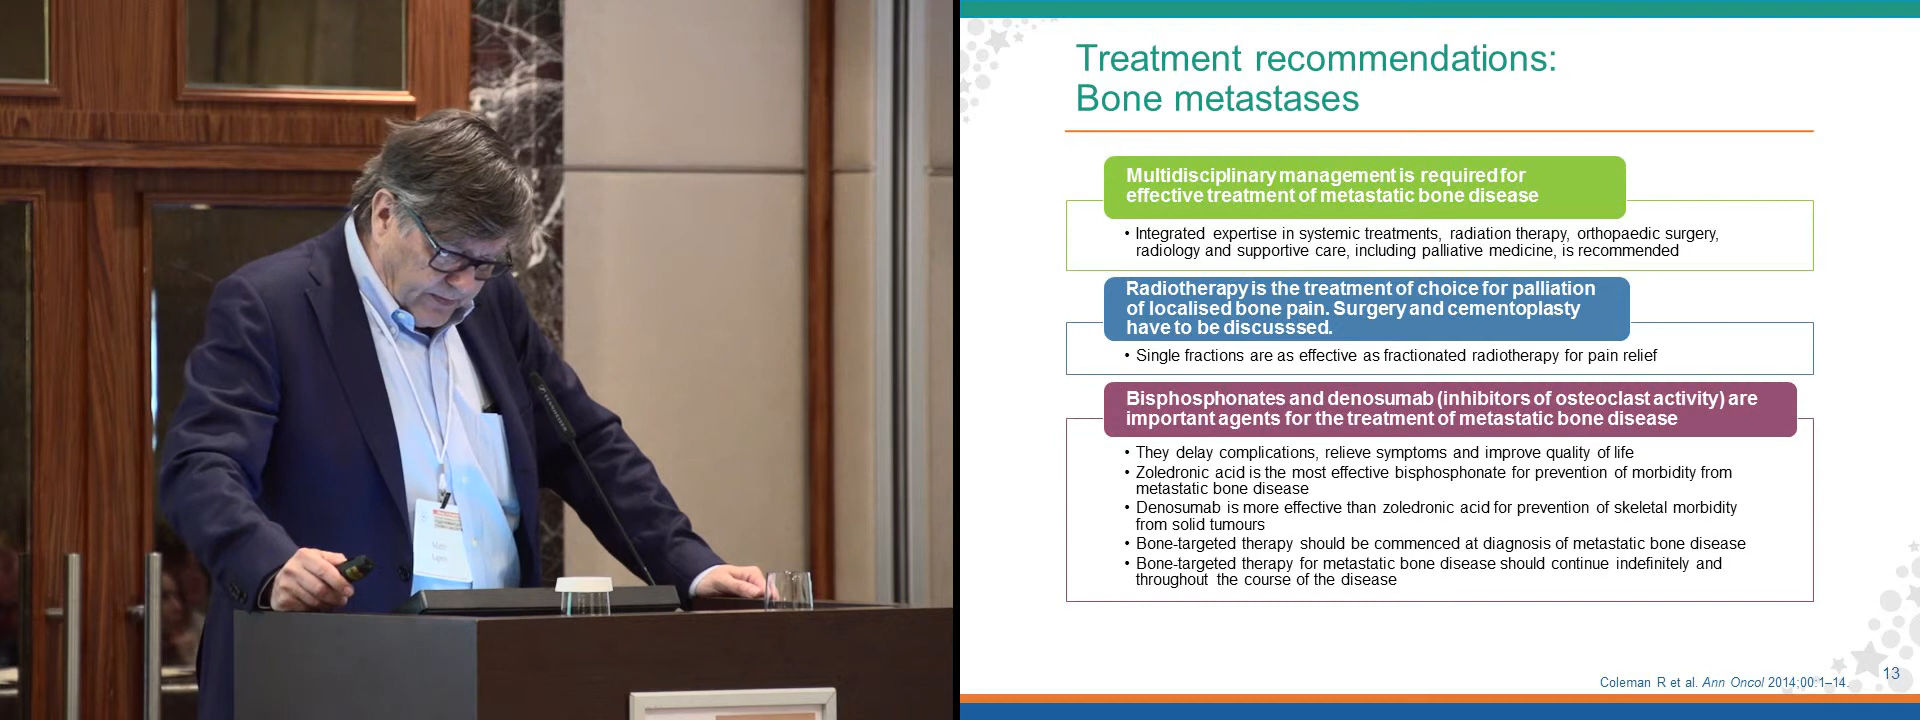 Treatment recommendations:
Bone metastases
Multidisciplinary management is required for
effective treatment of metastatic bone disease
• Integrated expertise in systemic treatments, radiation therapy, orthopaedic surgery,
radiology and supportive care, including palliative medicine, is recommended
Radiotherapy is the treatment of choice for palliation
of localised bone pain. Surgery and cementoplasty
have to be discusssed.
• Single fractions are as effective as fractionated radiotherapy for pain relief
Bisphosphonates and denosumab (inhibitors of osteoclast activity) are
important agents for the treatment of metastatic bone disease
• They delay complications, relieve symptoms and improve quality of life
• Zoledronic acid is the most effective bisphosphonate for prevention of morbidity from
metastatic bone disease
• Denosumab is more effective than zoledronic acid for prevention of skeletal morbidity
from solid tumours
• Bone-targeted therapy should be commenced at diagnosis of metastatic bone disease
• Bone-targeted therapy for metastatic bone disease should continue indefinitely and
throughout the course of the disease
Coleman R et al. Ann Oncol 2014;00:1–14.
13